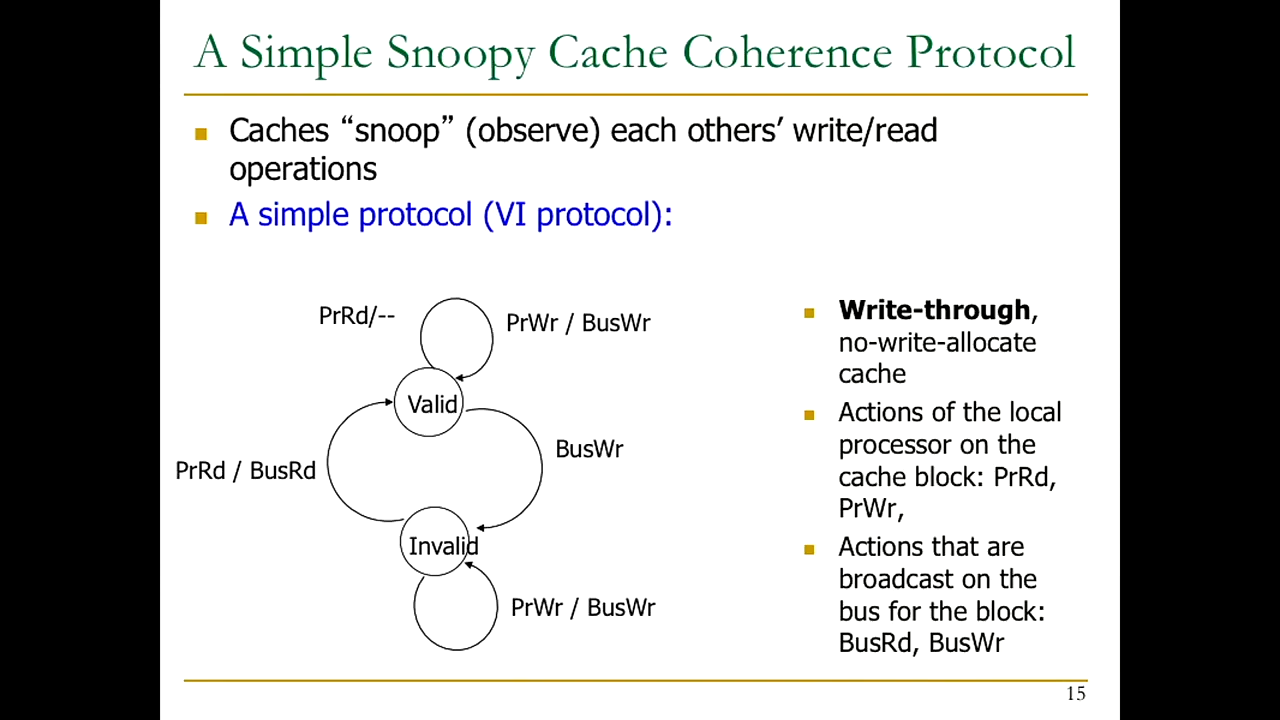 A Simple Snoopy Cache Coherence Protocol
Caches “snoop” (observe) each others’ write/read
operations
A simple protocol (VI protocol):
PrRd/--
PrWr / BusWr
Valid
BusWr
PrRd / BusRd
Invalid
PrWr / BusWr
Write-through,
no-write-allocate
cache
Actions of the local
processor on the
cache block: PrRd,
PrWr,
Actions that are
broadcast on the
bus for the block:
BusRd, BusWr
15